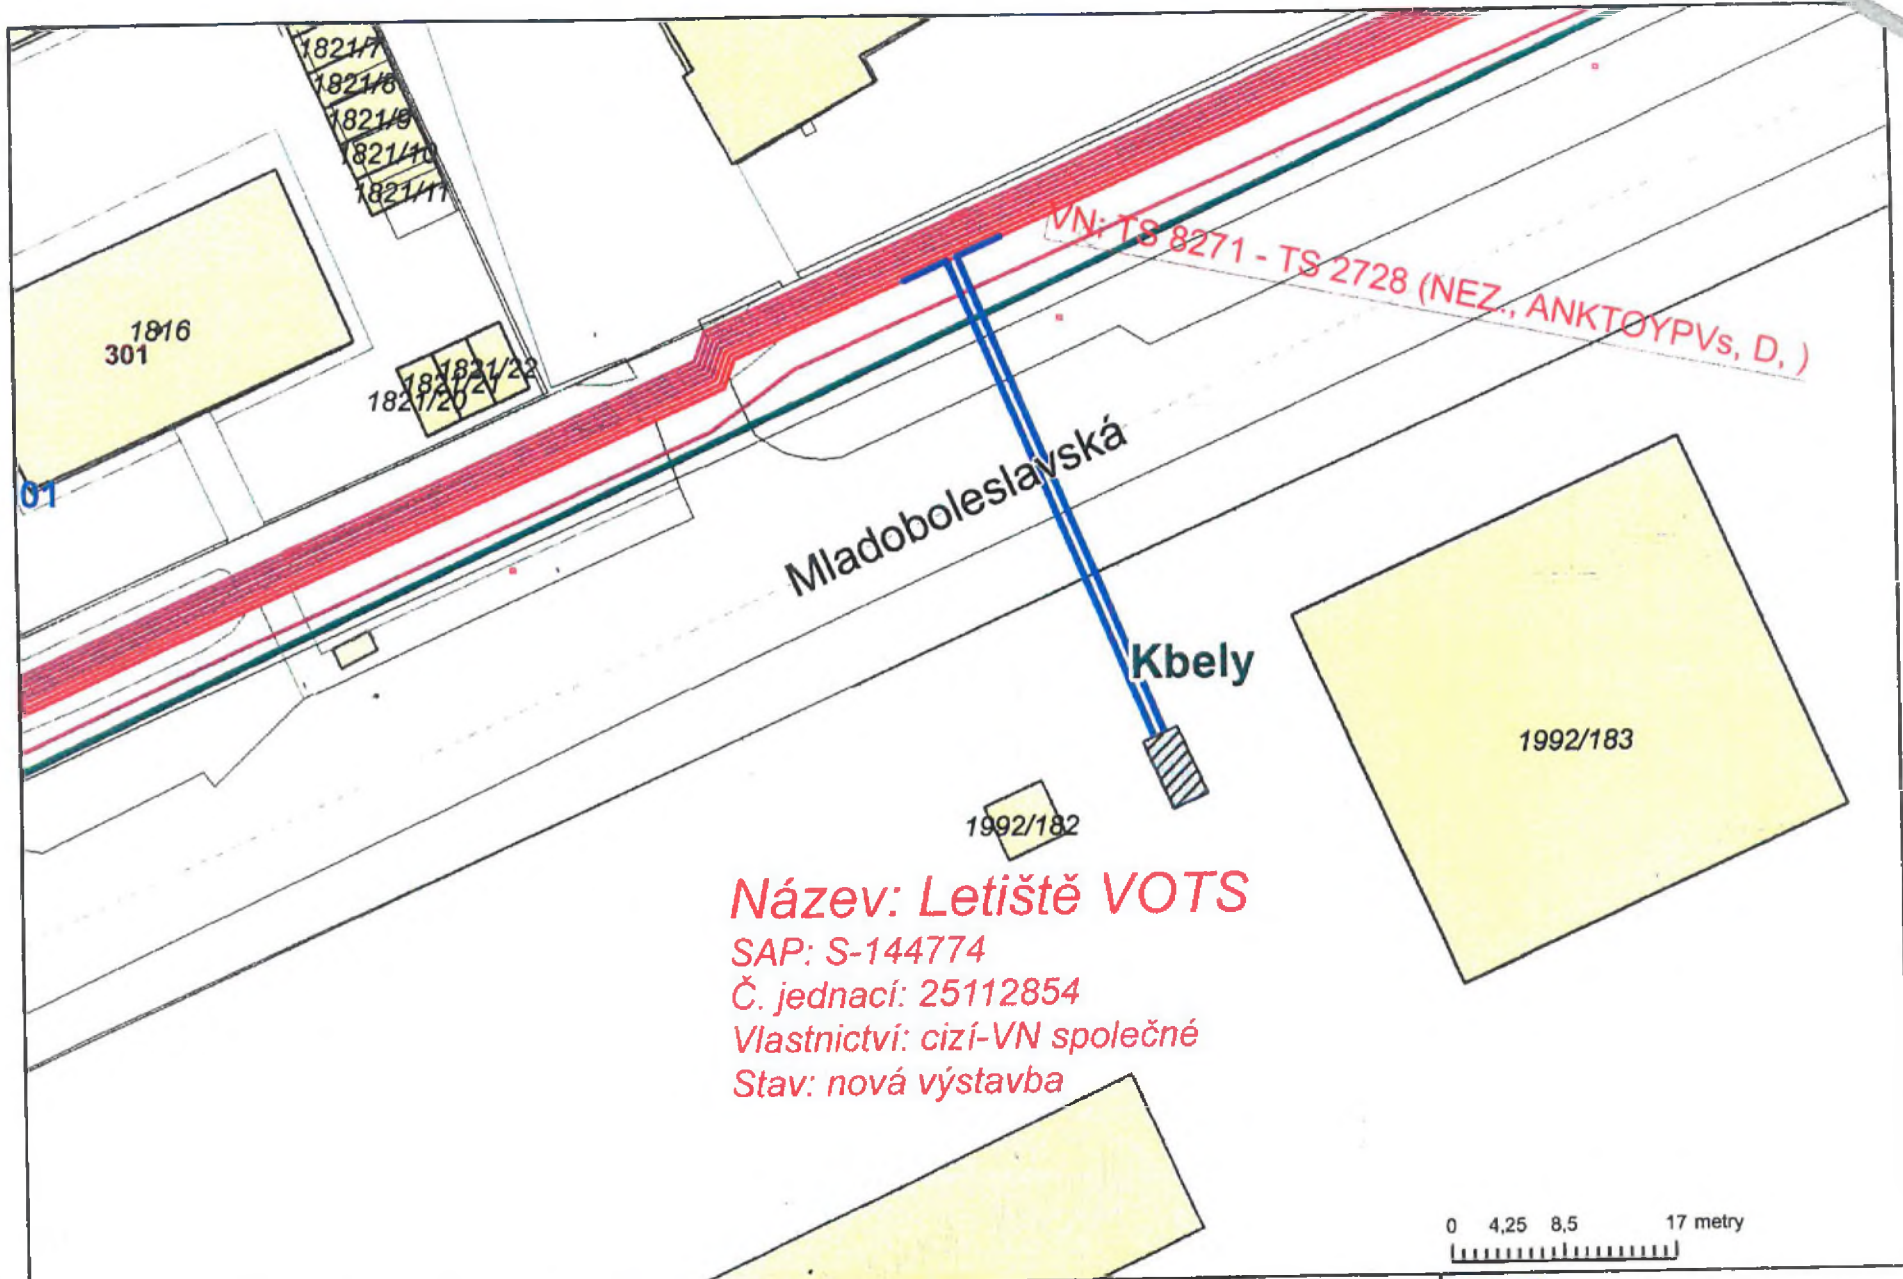 1821/7
1821/8
1821/9
1821/10
1821/11
VN: TS 8271 - TS 2728 (NEZ., ANKTOYPVs, D, )
1816
301
1821/22
1821/21
1821/20
01
Mladoboleslavská
Kbely
1992/183
1992/182
Název: Letiště VOTS
SAP: S-144774
Č. jednací: 25112854
Vlastnictví: cizí-VN společné
Stav: nová výstavba
0 4,25 8,5 17 metry